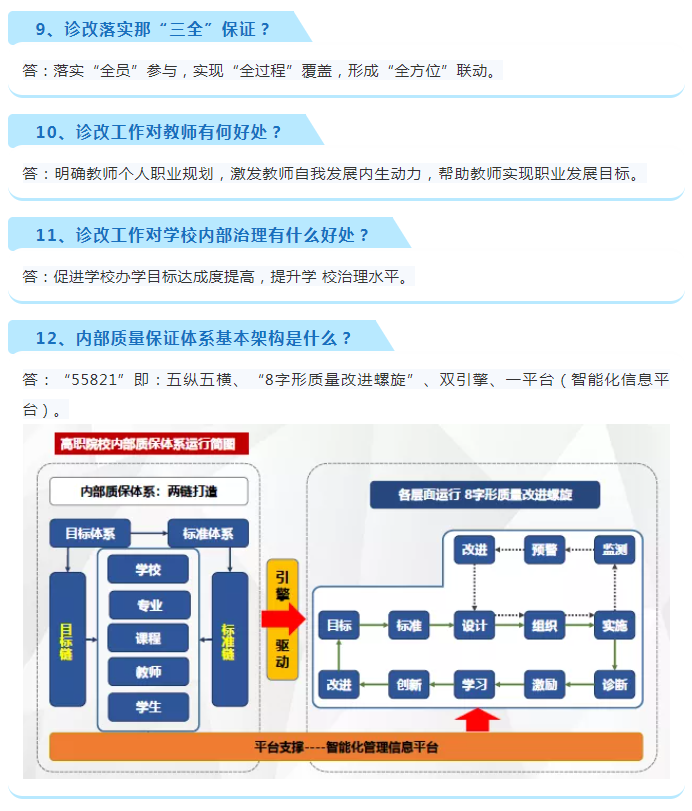 9、诊改落实那“三全”保证？
答：落实“全员”参与，实现“全过程”覆盖，形成“全方位”联动。
10、诊改工作对教师有何好处？
答：明确教师个人职业规划，激发教师自我发展内生动力，帮助教师实现职业发展目标。
11、诊改工作对学校内部治理有什么好处？
答：促进学校办学目标达成度提高，提升学 校治理水平。
12、内部质量保证体系基本架构是什么？
答：“55821”即：五纵五横、“8字形质量改进螺旋”、双引擎、一平台（智能化信息平
台）。
高职院校内部质保体系运行简图
内部质保体系：两链打造
目标体系
标准体系
目标链
学校
专业
课程
教师
学生
标准链
引擎
驱动
各层面运行 8字形质量改进螺旋
改进
预警
监测
目标
标准
设计
组织
实施
改进
创新
学习
激励
诊断
平台支撑----智能化管理信息平台